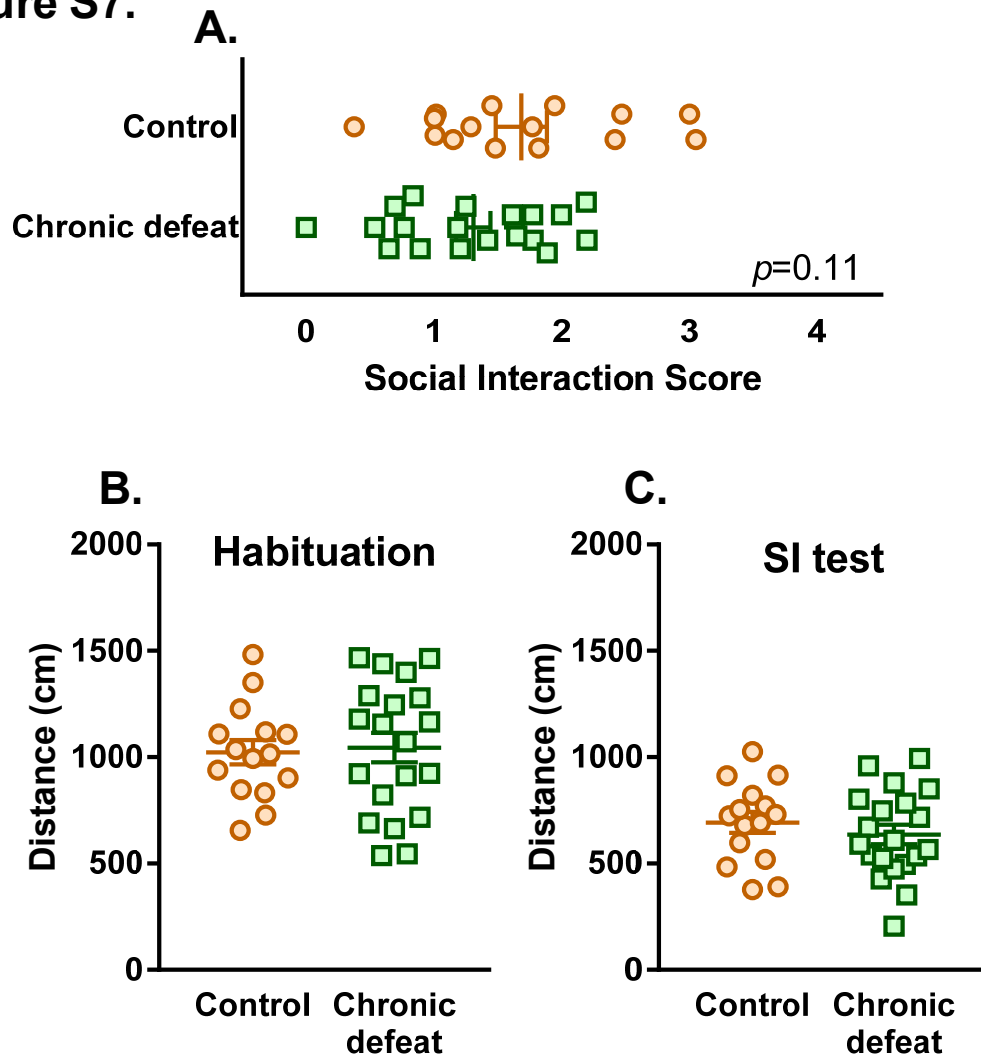 ure S7.
A.
Control
Chronic defeat
p=0.11
0 1 2 3 4
Social Interaction Score
B.
Habituation
2000
1500
1000
500
0
Distance (cm)
Control Chronic
defeat
C.
SI test
2000
1500
1000
500
0
Distance (cm)
Control Chronic
defeat